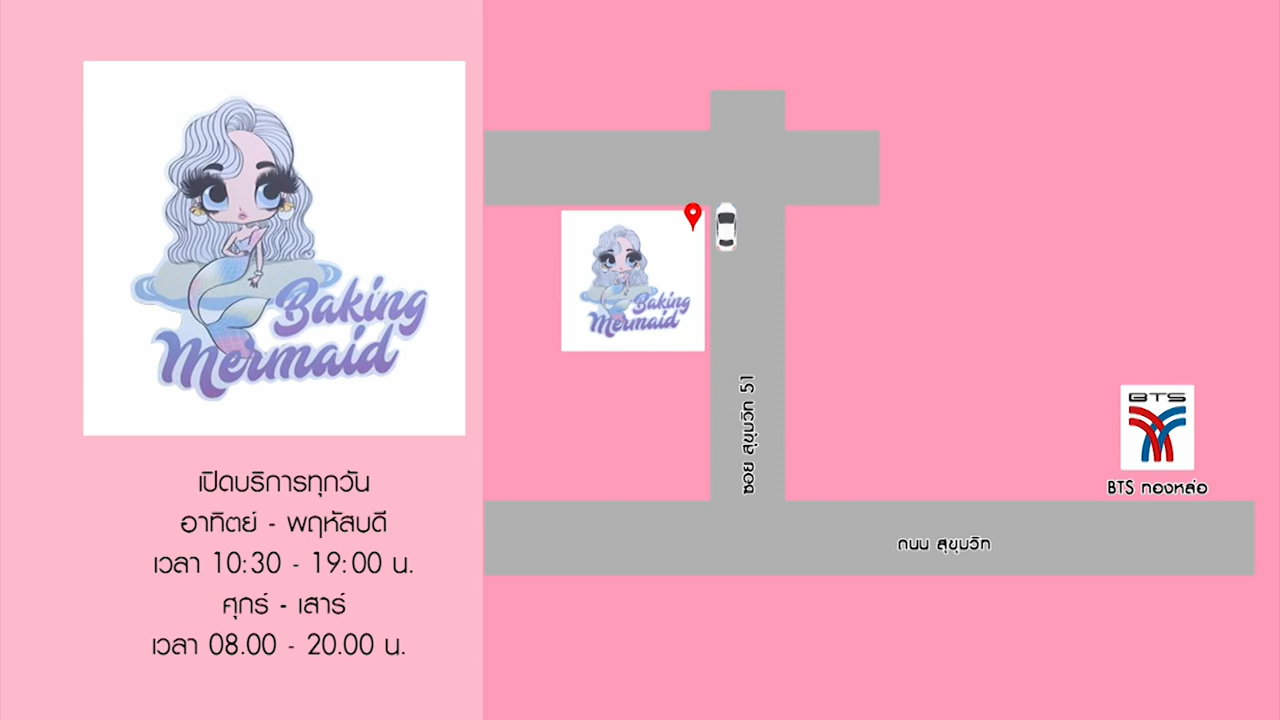 Baking
Mermaid
เปิดบริการทุกวัน
อาทิตย์ - พฤหัสบดี
เวลา 10:30 - 19:00 น.
ศุกร์ - เสาร์
เวลา 08.00 - 20.00 น.
Baking
Mermaid
ซอย สุขุมวิท 51
BTS
BTS ทองหล่อ
ถนน สุขุมวิท